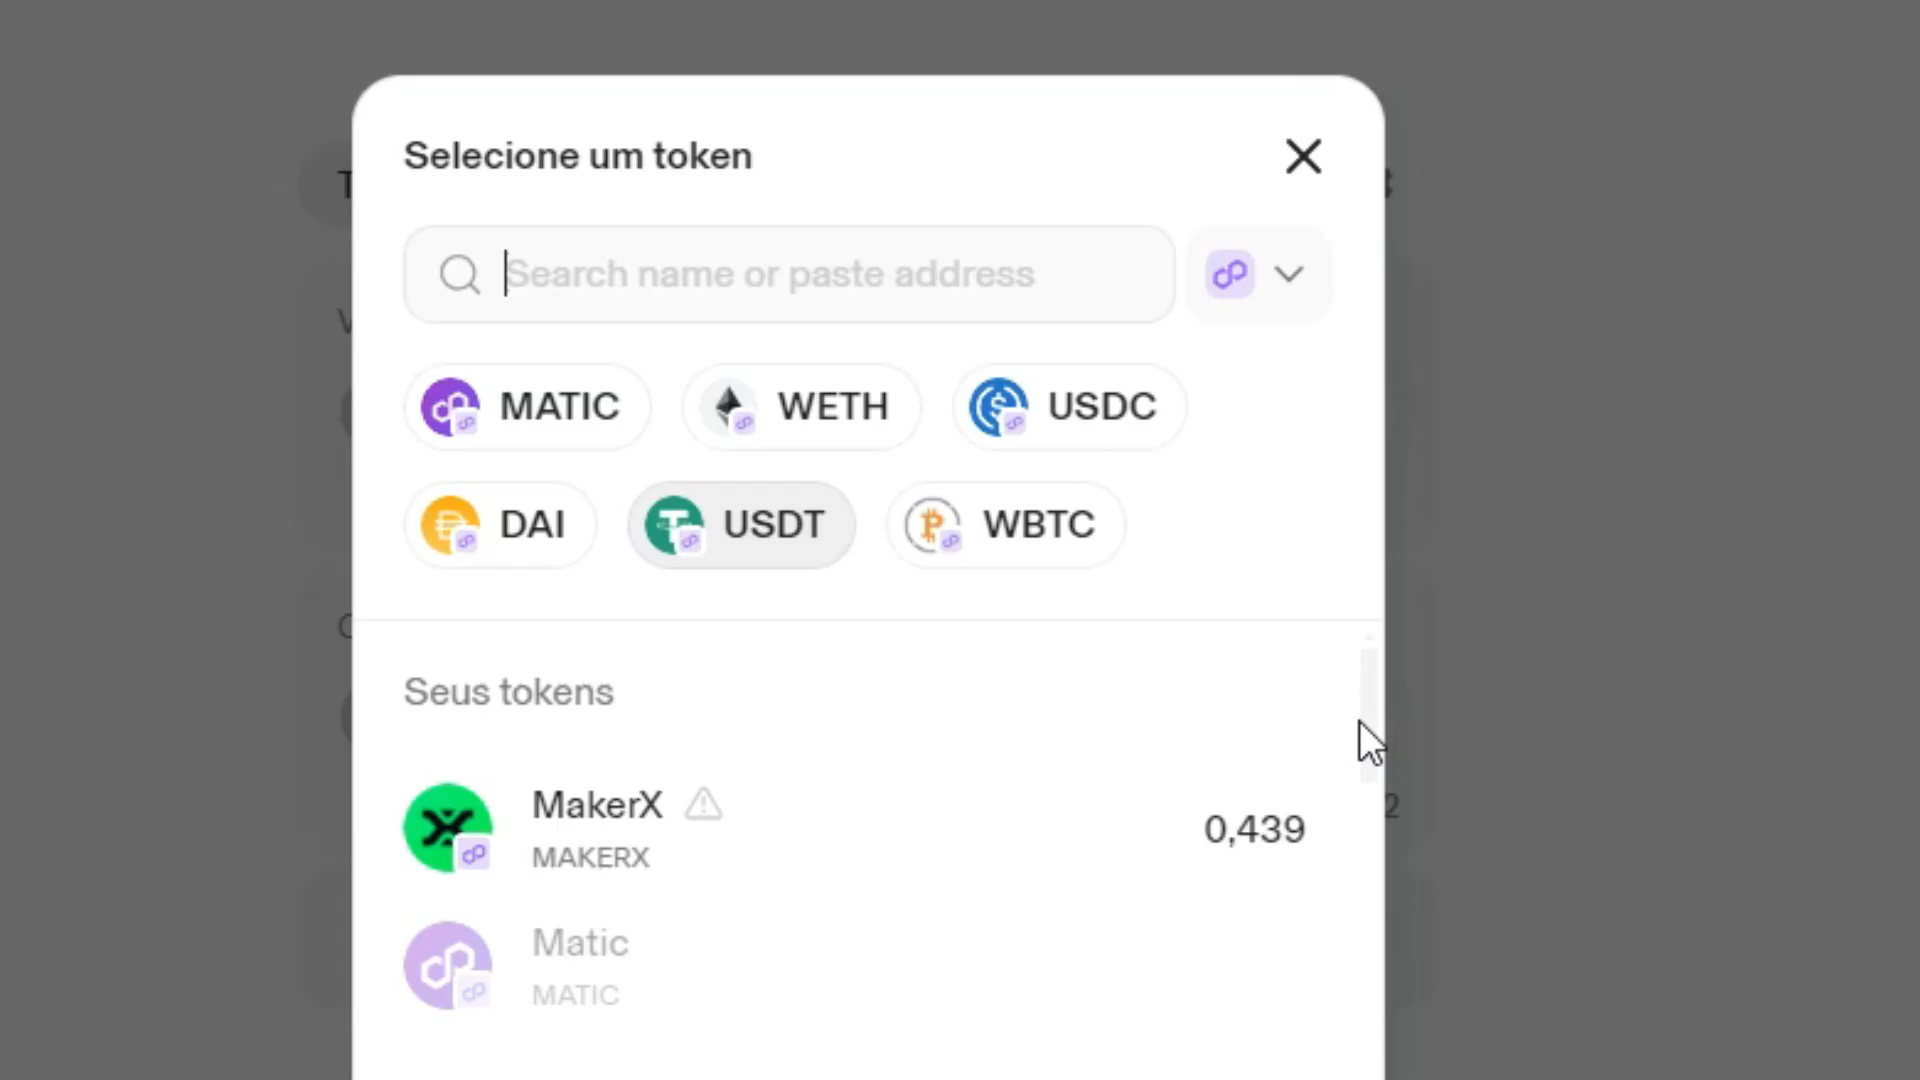 Selecione um token
Search name or paste address
MATIC WETH USDC
DAI USDT WBTC
Seus tokens
MakerX
MAKERX
0,439
Matic
MATIC